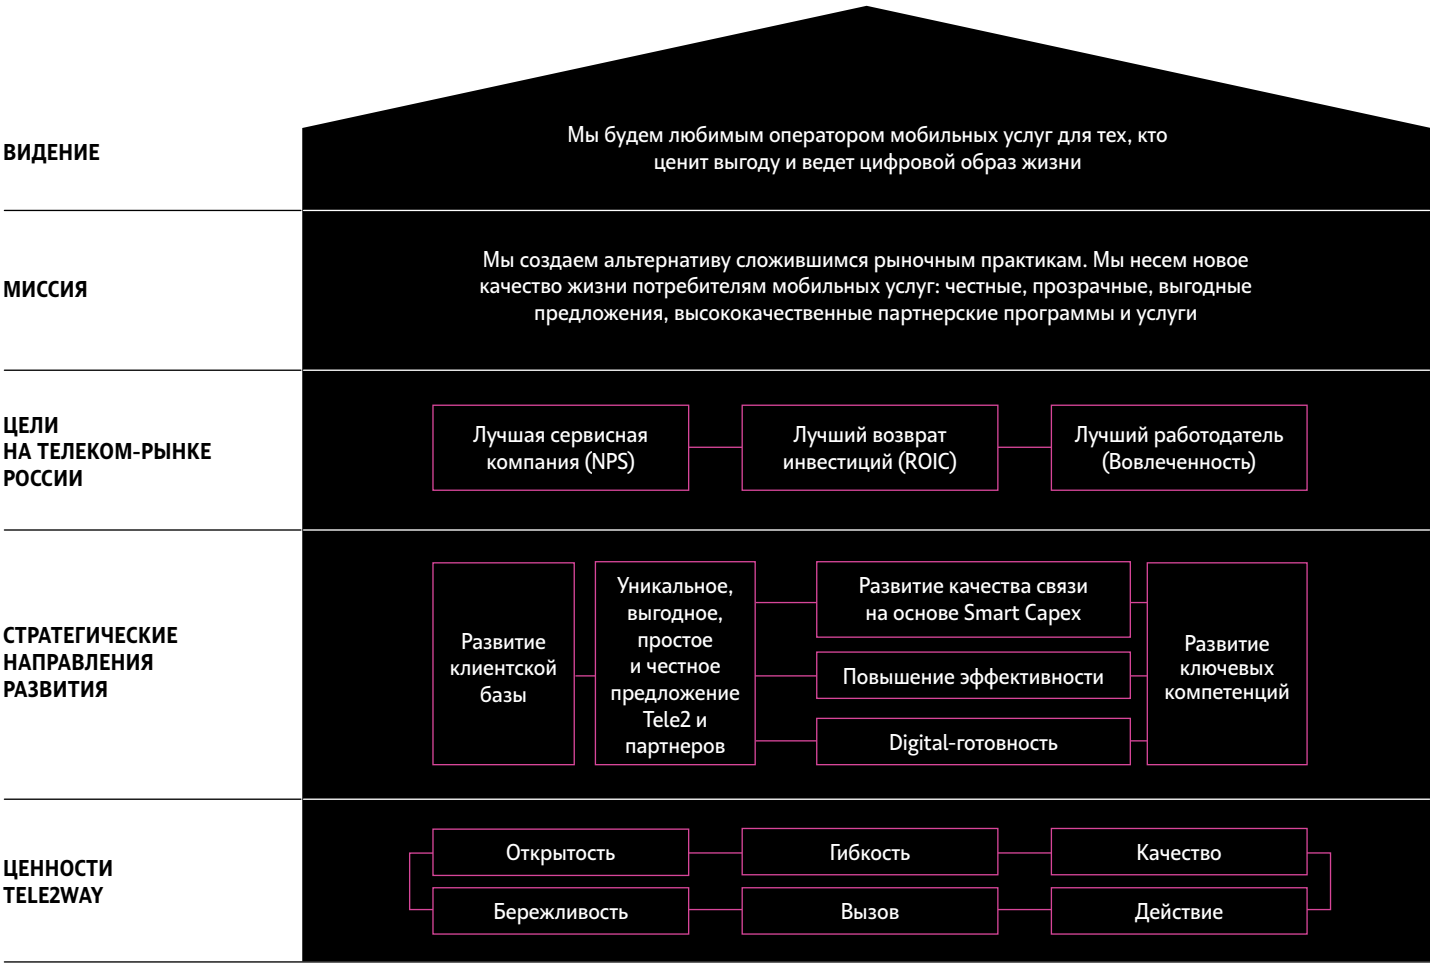 ВИДЕНИЕ
Мы будем любимым оператором мобильных услуг для тех, кто
ценит выгоду и ведет цифровой образ жизни
МИССИЯ
Мы создаем альтернативу сложившимся рыночным практикам. Мы несем новое
качество жизни потребителям мобильных услуг: честные, прозрачные, выгодные
предложения, высококачественные партнерские программы и услуги
ЦЕЛИ
НА ТЕЛЕКОМ-РЫНКЕ
РОССИИ
Лучшая сервисная
компания (NPS)
Лучший возврат
инвестиций (ROIC)
Лучший работодатель
(Вовлеченность)
СТРАТЕГИЧЕСКИЕ
НАПРАВЛЕНИЯ
РАЗВИТИЯ
Развитие
клиентской
базы
Уникальное,
выгодное,
простое
и честное
предложение
Tele2 и
партнеров
Развитие качества связи
на основе Smart Capex
Повышение эффективности
Digital-готовность
Развитие
ключевых
компетенций
ЦЕННОСТИ
TELE2WAY
Открытость
Гибкость
Качество
Бережливость
Вызов
Действие